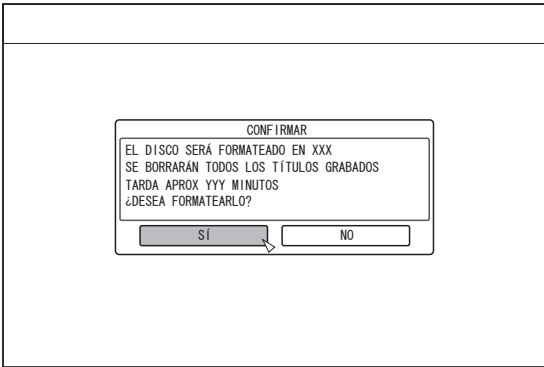 CONFIRMAR
EL DISCO SERÁ FORMATEADO EN XXX
SE BORRARÁN TODOS LOS TÍTULOS GRABADOS
TARDA APROX YYY MINUTOS
¿DESEA FORMATEARLO?
SÍ NO